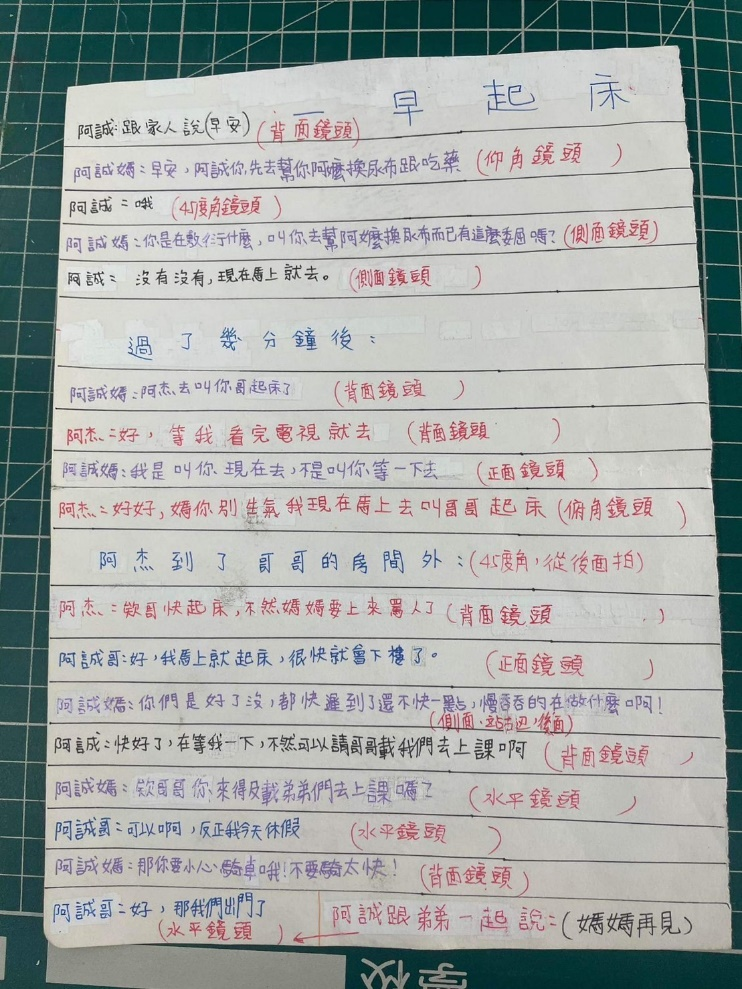 一早起床
阿誠:跟家人說(早安)(背面鏡頭)
阿誠媽:早安,阿誠你先去幫你阿嬤換尿布跟吃藥(仰角鏡頭)
阿誠:哦(45度角鏡頭)
阿誠媽:你是在敷衍什麼,叫你去幫阿嬤換尿布而已有這麼委屈嗎?(側面鏡頭)
阿誠:沒有沒有,現在馬上就去。(側面鏡頭)
過了幾分鐘後:
阿誠媽:阿杰去叫你哥起床了(背面鏡頭)
阿杰:好,等我看完電視就去(背面鏡頭)
阿誠媽:我是叫你現在去,不是叫你等一下去(正面鏡頭)
阿杰:好好,媽你別生氣我現在馬上去叫哥哥起床(俯角鏡頭)
阿杰到了哥哥的房間外:(45度角,從後面拍)
阿杰:欸哥快起床,不然媽媽要上來罵人了(背面鏡頭)
阿誠哥:好,我馬上就起床,很快就會下樓了。(正面鏡頭)
阿誠媽:你們是好了沒,都快遲到了還不快一點,慢吞吞的在做什麼啊!
(側面,站右邊,後面)
阿誠:快好了,在等我一下,不然可以請哥哥載我們去上課啊(背面鏡頭)
阿誠媽:欸哥哥你來得及載弟弟們去上課嗎?(水平鏡頭)
阿誠哥:可以啊,反正我今天休假(水平鏡頭)
阿誠媽:那你要小心騎車哦!不要騎太快!(背面鏡頭)
阿誠哥:好,那我們出門了
(水平鏡頭)
阿誠跟弟弟一起說:(媽媽再見)
學校